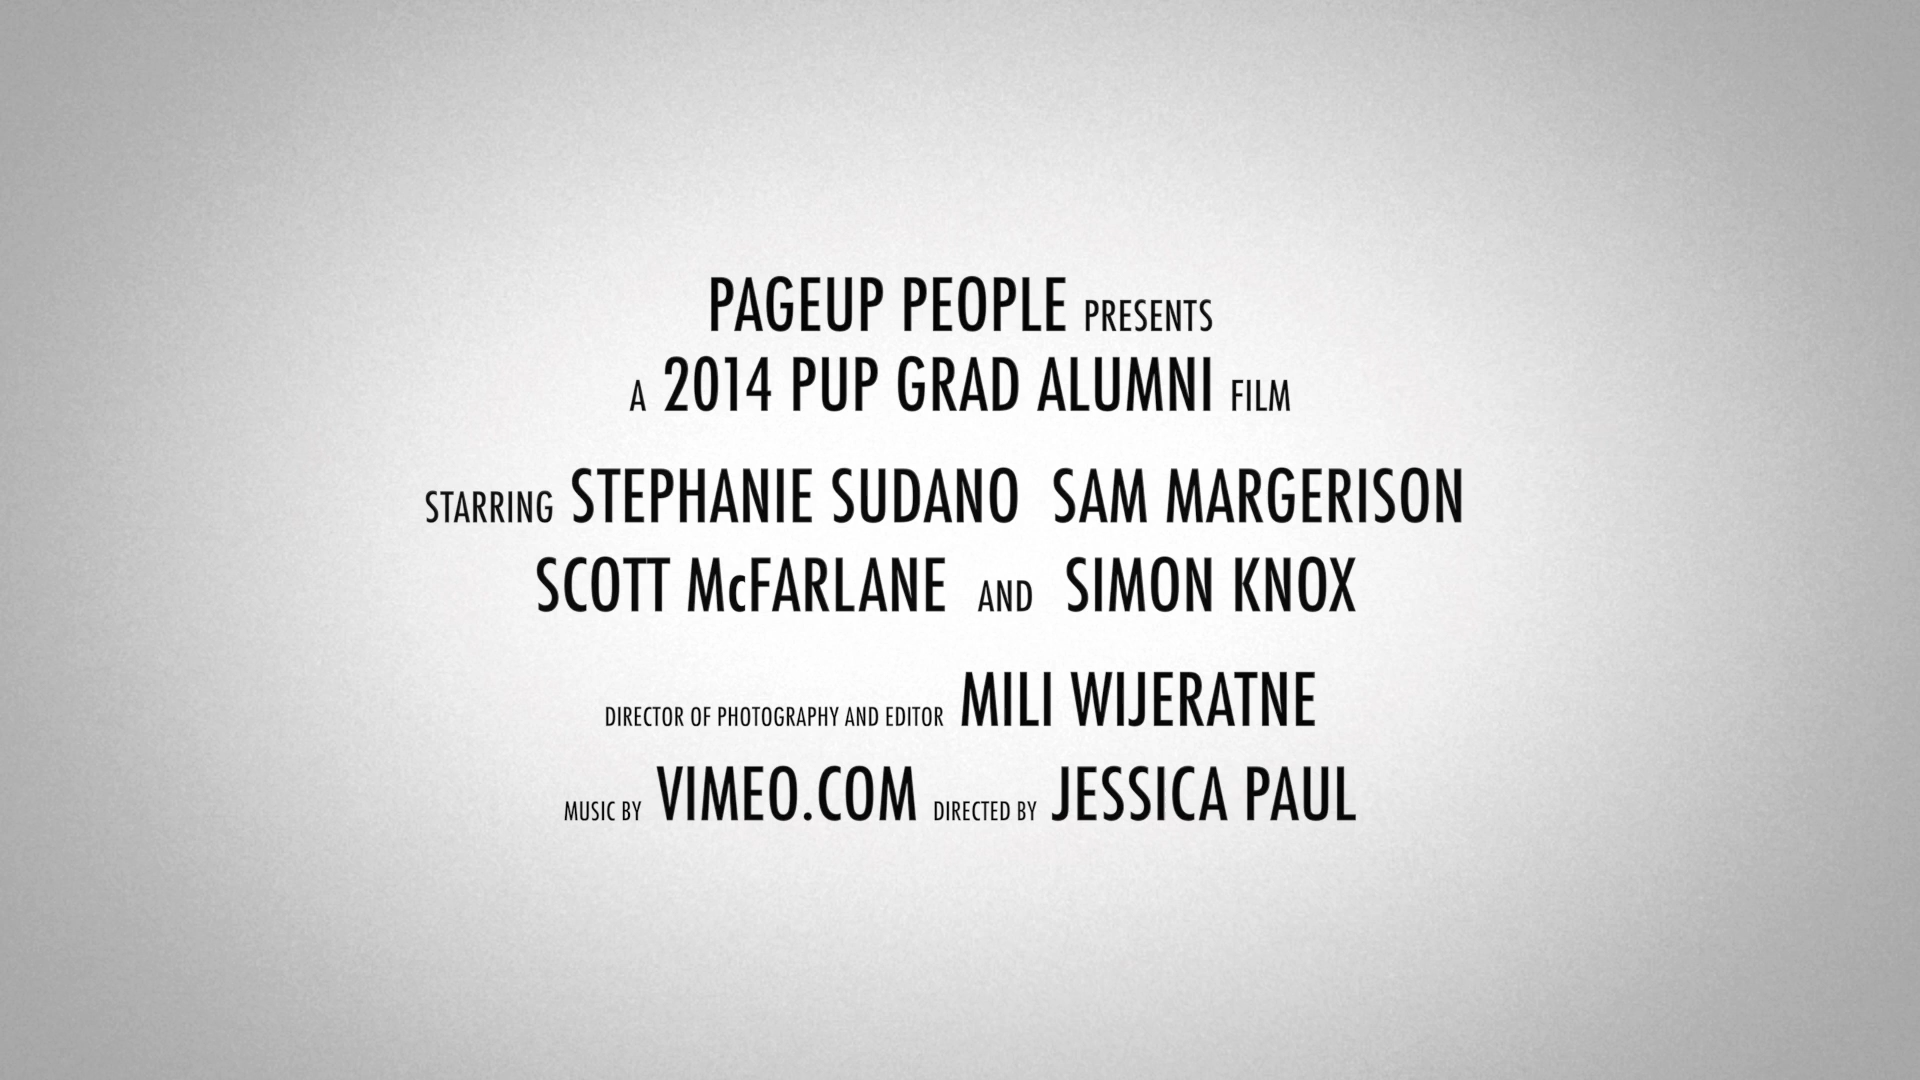 PAGEUP PEOPLE PRESENTS
A 2014 PUP GRAD ALUMNI FILM
STARRING STEPHANIE SUDANO SAM MARGERISON
SCOTT McFARLANE AND SIMON KNOX
DIRECTOR OF PHOTOGRAPHY AND EDITOR MILI WIJERATNE
MUSIC BY VIMEO.COM DIRECTED BY JESSICA PAUL